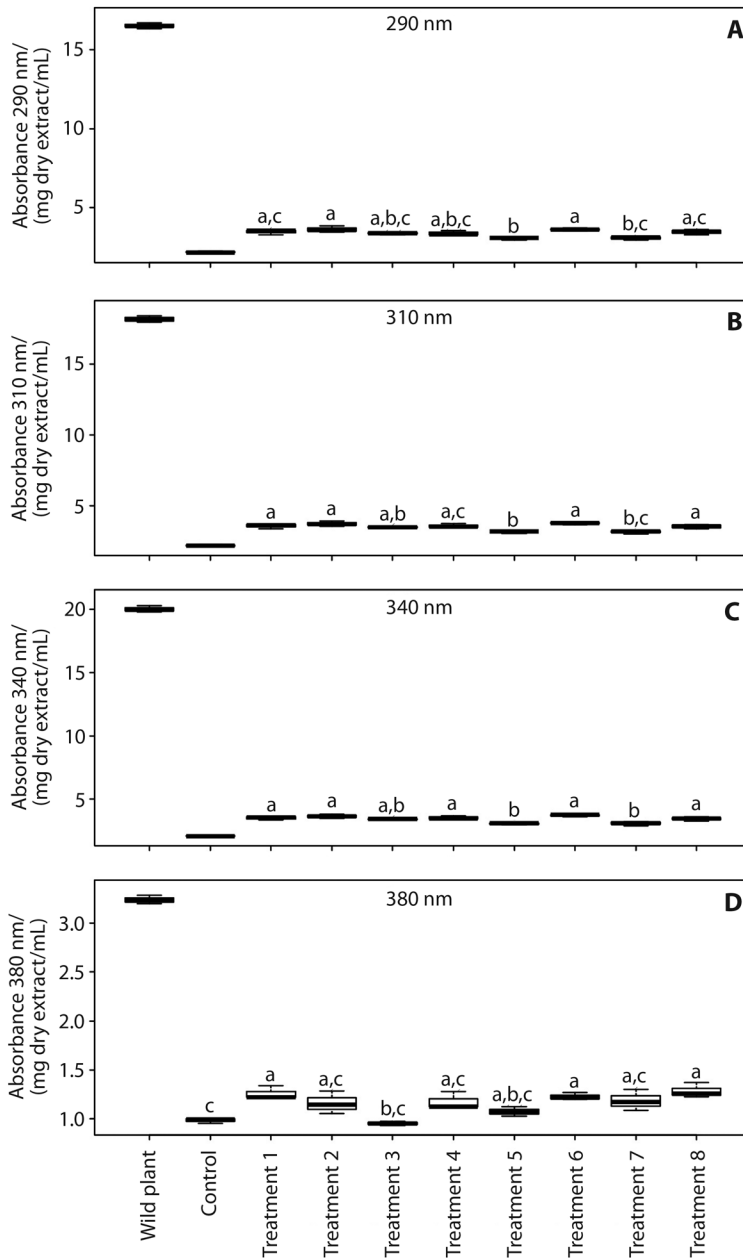 290 nm
A
Absorbance 290 nm/
(mg dry extract/mL)
15
10
5
a,c
a
a,b,c
a,b,c
b
a
b,c
a,c
310 nm
B
Absorbance 310 nm/
(mg dry extract/mL)
15
10
5
a
a
a,b
a,c
b
a
b,c
a
340 nm
C
Absorbance 340 nm/
(mg dry extract/mL)
20
15
10
5
a
a
a,b
a
b
a
b
a
380 nm
D
Absorbance 380 nm/
(mg dry extract/mL)
3.0
2.5
2.0
1.5
1.0
c
a
a,c
b,c
a,c
a,b,c
a
a,c
a
Wild plant
Control
Treatment 1
Treatment 2
Treatment 3
Treatment 4
Treatment 5
Treatment 6
Treatment 7
Treatment 8